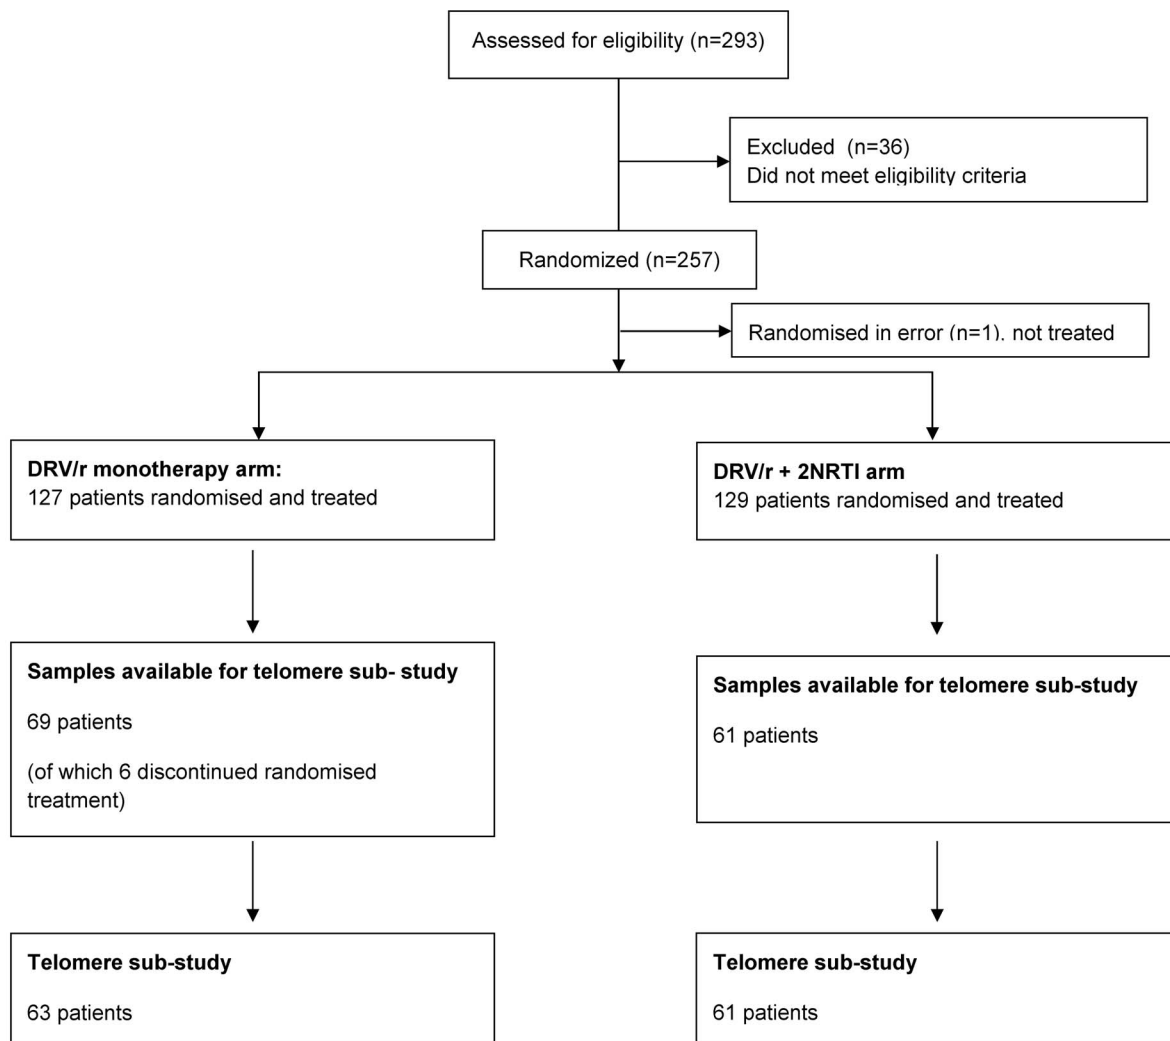 Assessed for eligibility (n=293)
Excluded (n=36)
Did not meet eligibility criteria
Randomized (n=257)
Randomised in error (n=1), not treated
DRV/r monotherapy arm:
127 patients randomised and treated
DRV/r + 2NRTI arm
129 patients randomised and treated
Samples available for telomere sub- study
69 patients
(of which 6 discontinued randomised
treatment)
Samples available for telomere sub-study
61 patients
Telomere sub-study
63 patients
Telomere sub-study
61 patients